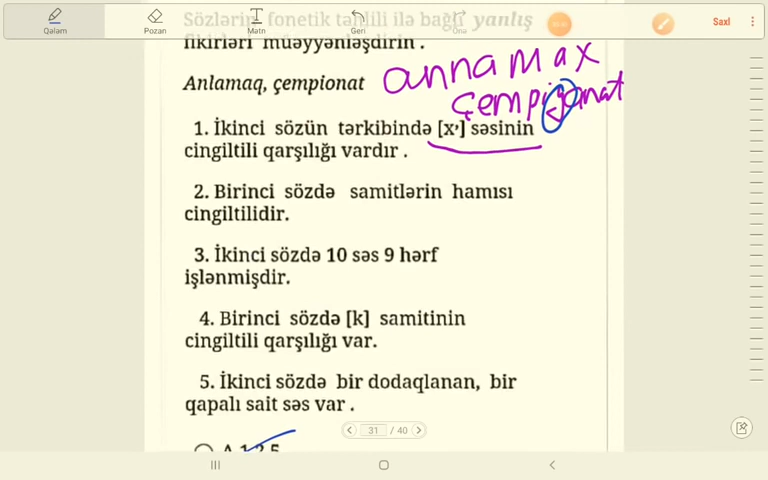 Qələm Pozan Mətn Geri Önə Saxl
Sözlərin fonetik təhlili ilə bağlı yanlış
fikirləri müəyyənləşdirin .
Anlamaq, çempionat
annamax
çempiyonat
1. İkinci sözün tərkibində [x'] səsinin
cingiltili qarşılığı vardır .
2. Birinci sözdə samitlərin hamısı
cingiltilidir.
3. İkinci sözdə 10 səs 9 hərf
işlənmişdir.
4. Birinci sözdə [k] samitinin
cingiltili qarşılığı var.
5. İkinci sözdə bir dodaqlanan, bir
qapalı sait səs var .
31 / 40